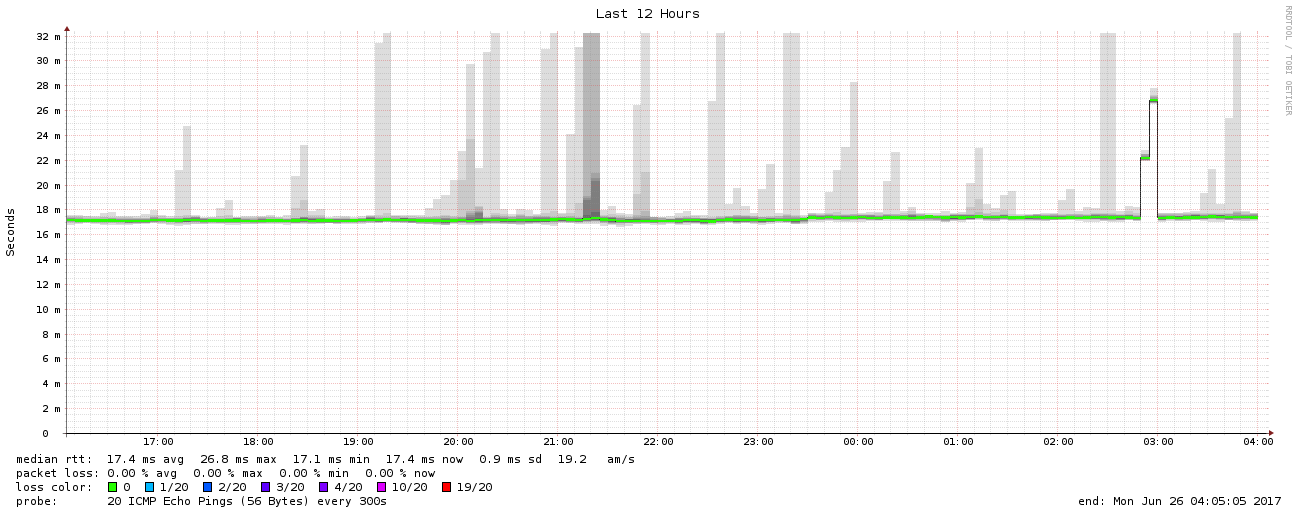 Last 12 Hours
RRDTOOL / TOBI OETIKER
Seconds
32 m
30 m
28 m
26 m
24 m
22 m
20 m
18 m
16 m
14 m
12 m
10 m
8 m
6 m
4 m
2 m
0
17:00 18:00 19:00 20:00 21:00 22:00 23:00 00:00 01:00 02:00 03:00 04:00
median rtt: 17.4 ms avg 26.8 ms max 17.1 ms min 17.4 ms now 0.9 ms sd 19.2 am/s
packet loss: 0.00 % avg 0.00 % max 0.00 % min 0.00 % now
loss color: 0 1/20 2/20 3/20 4/20 10/20 19/20
probe: 20 ICMP Echo Pings (56 Bytes) every 300s end: Mon Jun 26 04:05:05 2017